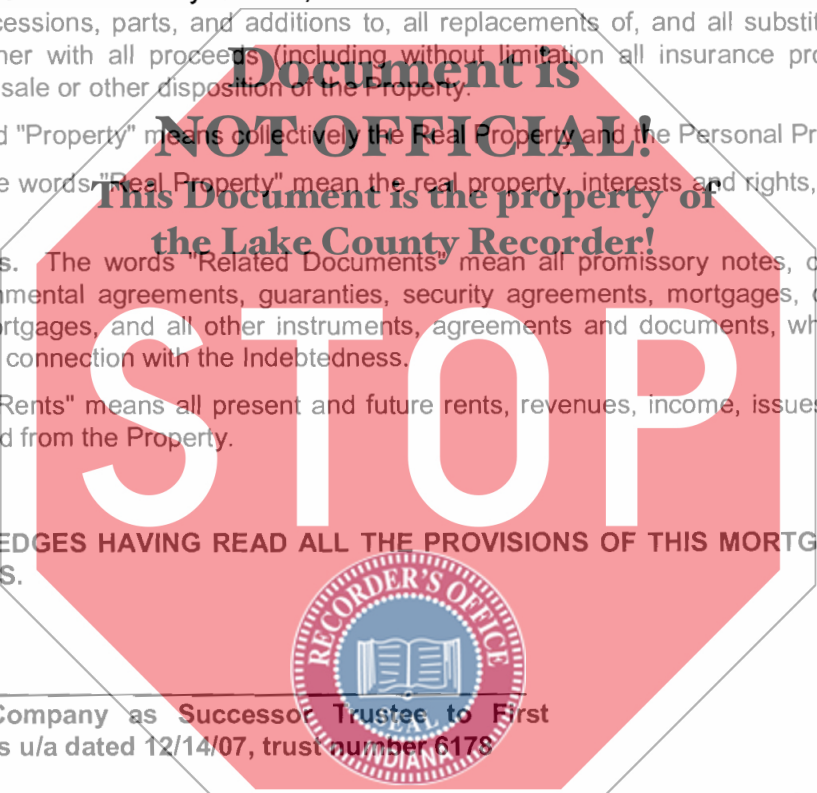 cessions, parts, and additions to, all replacements of, and all substit
her with all proceeds (including without limitation all insurance pro
Document is
sale or other disposition of the Property.
d "Property" means collectively the Real Property and the Personal Pr
NOT OFFICIAL!
e words "Real Property" mean the real property, interests and rights,
This Document is the property of
the Lake County Recorder!
s. The words "Related Documents" mean all promissory notes, c
nmental agreements, guaranties, security agreements, mortgages,
ortgages, and all other instruments, agreements and documents, wh
connection with the Indebtedness.
STOP
Rents" means all present and future rents, revenues, income, issues
d from the Property.
EDGES HAVING READ ALL THE PROVISIONS OF THIS MORTG
S.
RECORDER'S OFFICE
SEAL
INDIANA
Company as Successor Trustee to First
s u/a dated 12/14/07, trust number 6178